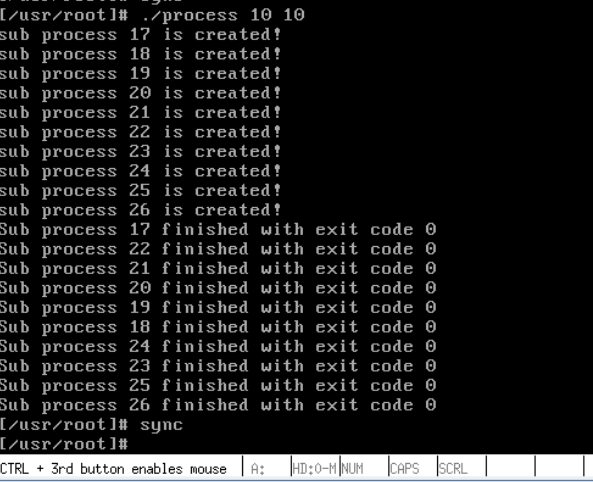 [/usr/root]# ./process 10 10
sub process 17 is created!
sub process 18 is created!
sub process 19 is created!
sub process 20 is created!
sub process 21 is created!
sub process 22 is created!
sub process 23 is created!
sub process 24 is created!
sub process 25 is created!
sub process 26 is created!
Sub process 17 finished with exit code 0
Sub process 22 finished with exit code 0
Sub process 21 finished with exit code 0
Sub process 20 finished with exit code 0
Sub process 19 finished with exit code 0
Sub process 18 finished with exit code 0
Sub process 24 finished with exit code 0
Sub process 23 finished with exit code 0
Sub process 25 finished with exit code 0
Sub process 26 finished with exit code 0
[/usr/root]# sync
[/usr/root]#
CTRL + 3rd button enables mouse A: HD:0-M NUM CAPS SCRL